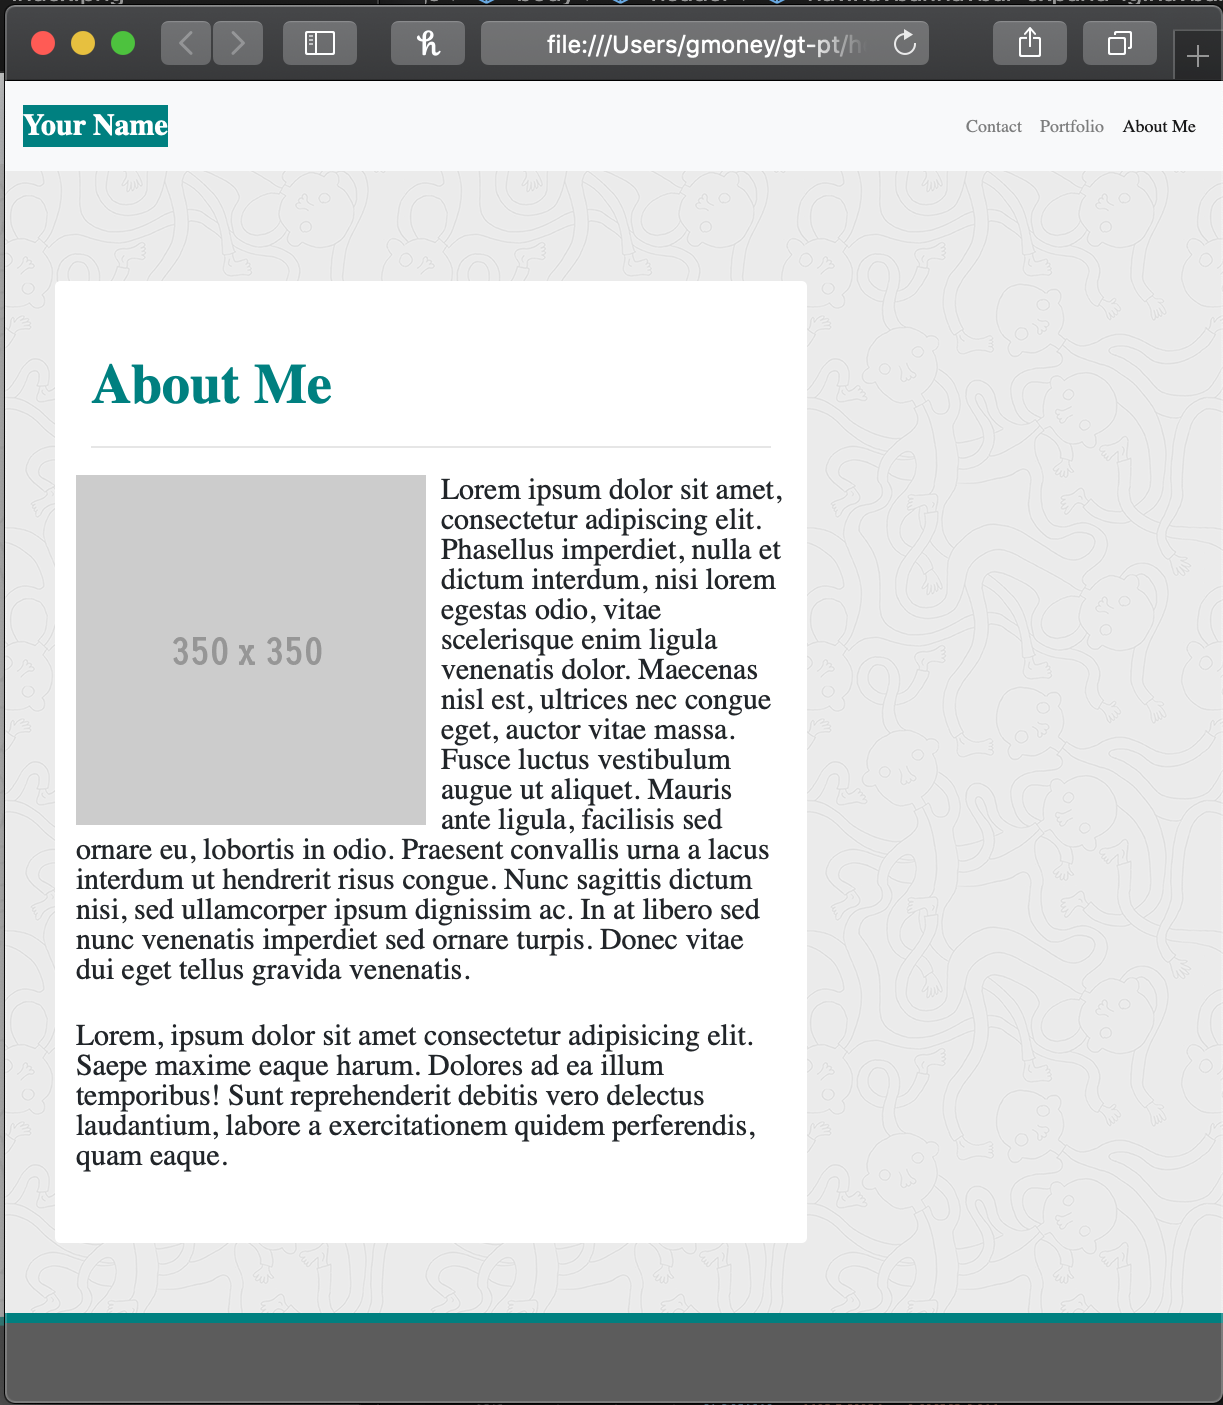 file:///Users/gmoney/gt-pt/h
Your Name
Contact Portfolio About Me
About Me
350 x 350
Lorem ipsum dolor sit amet,
consectetur adipiscing elit.
Phasellus imperdiet, nulla et
dictum interdum, nisi lorem
egestas odio, vitae
scelerisque enim ligula
venenatis dolor. Maecenas
nisl est, ultrices nec congue
eget, auctor vitae massa.
Fusce luctus vestibulum
augue ut aliquet. Mauris
ante ligula, facilisis sed
ornare eu, lobortis in odio. Praesent convallis urna a lacus
interdum ut hendrerit risus congue. Nunc sagittis dictum
nisi, sed ullamcorper ipsum dignissim ac. In at libero sed
nunc venenatis imperdiet sed ornare turpis. Donec vitae
dui eget tellus gravida venenatis.
Lorem, ipsum dolor sit amet consectetur adipisicing elit.
Saepe maxime eaque harum. Dolores ad ea illum
temporibus! Sunt reprehenderit debitis vero delectus
laudantium, labore a exercitationem quidem perferendis,
quam eaque.